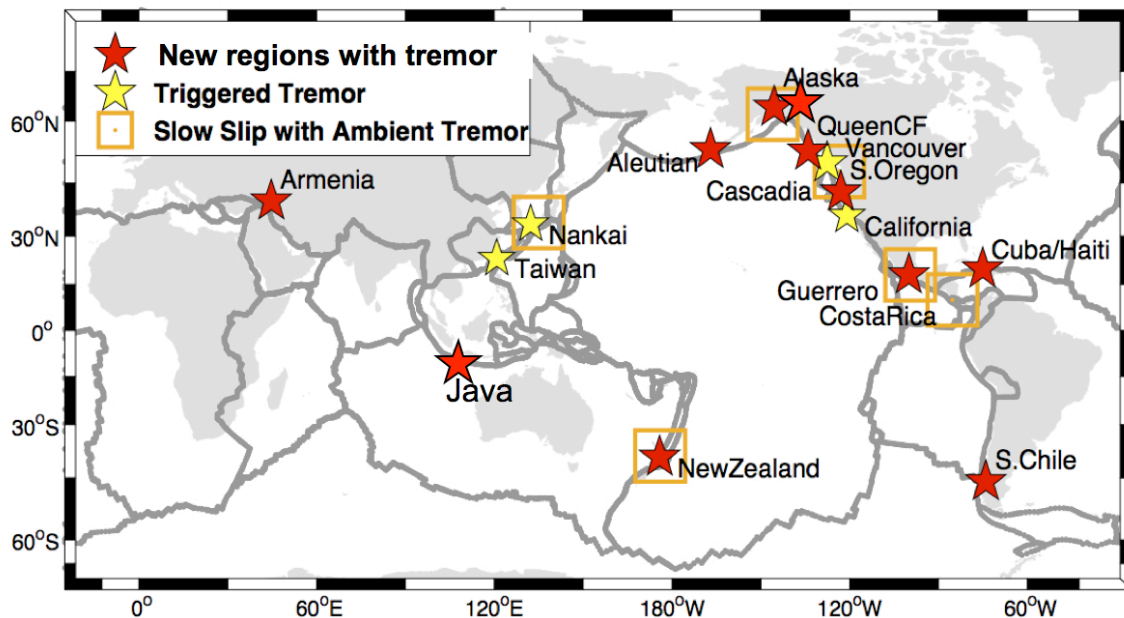 New regions with tremor
Triggered Tremor
Slow Slip with Ambient Tremor
Alaska
QueenCF
Vancouver
S.Oregon
Aleutian
Cascadia
California
Armenia
Nankai
Taiwan
Cuba/Haiti
Guerrero
CostaRica
Java
NewZealand
S.Chile
60°N
30°N
0°
30°S
60°S
0° 60°E 120°E 180°W 120°W 60°W